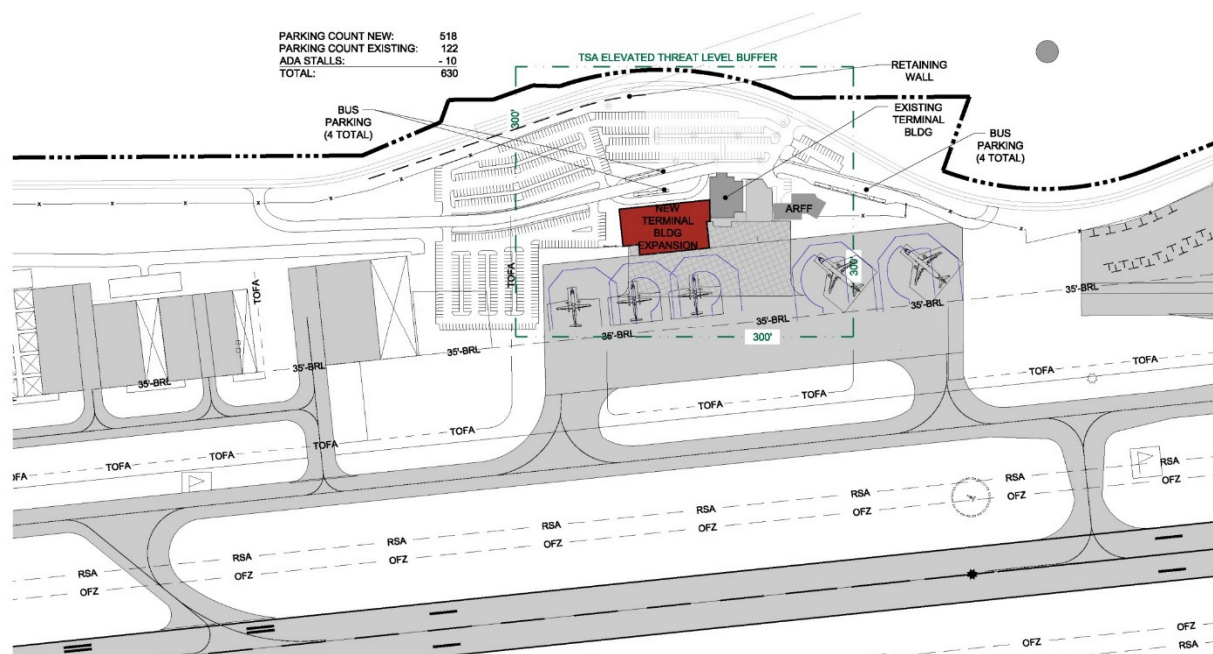 PARKING COUNT NEW: 518
PARKING COUNT EXISTING: 122
ADA STALLS: - 10
TOTAL: 630
TSA ELEVATED THREAT LEVEL BUFFER
RETAINING
WALL
EXISTING
TERMINAL
BLDG
BUS
PARKING
(4 TOTAL)
BUS
PARKING
(4 TOTAL)
300'
NEW
TERMINAL
BLDG
EXPANSION
ARFF
300'
300'
TOFA
TOFA
35'-BRL
35'-BRL
35'-BRL
35'-BRL
35'-BRL
35'-BRL
35'-BRL
TOFA
TOFA
TOFA
TOFA
TOFA
TOFA
TOFA
OFA
TOFA
TOFA
RSA
RSA
RSA
RSA
RSA
RSA
RSA
OFZ
OFZ
OFZ
OFZ
OFZ
OFZ
OFZ
OFZ
OFZ
RSA